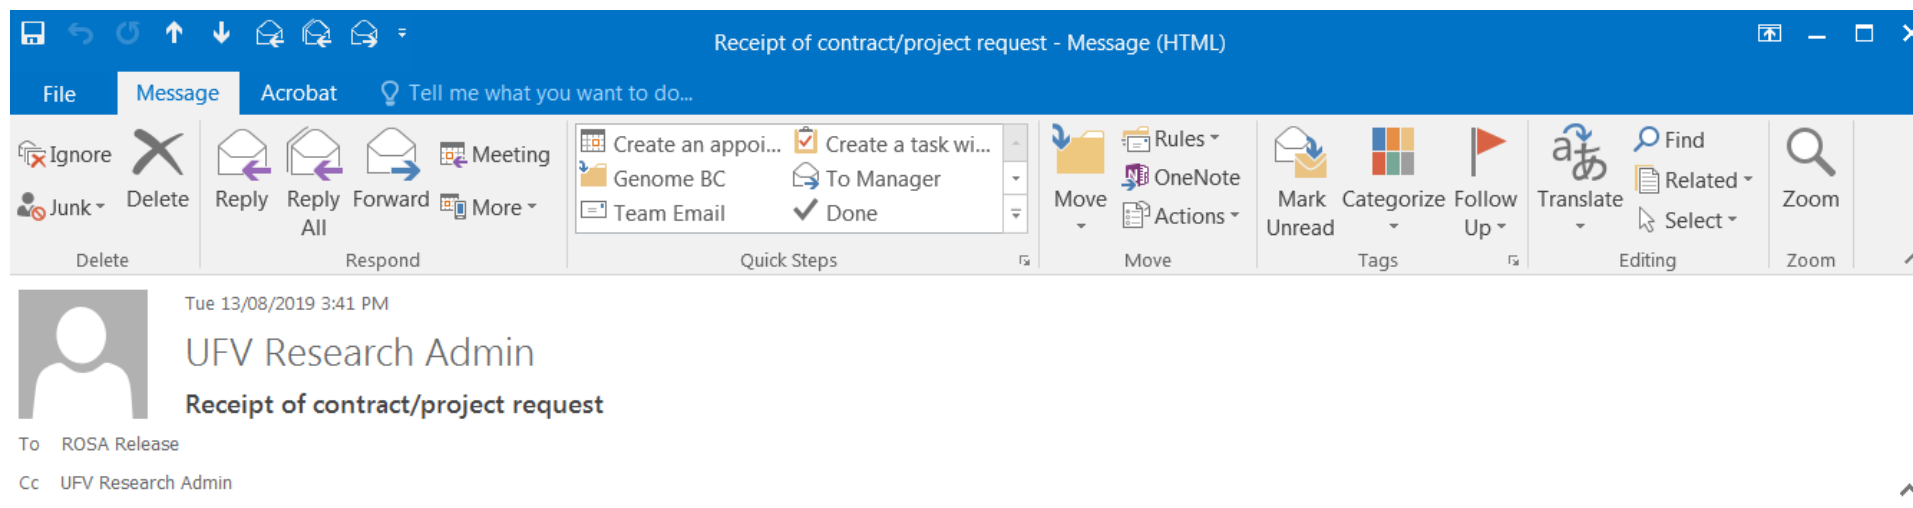 Receipt of contract/project request - Message (HTML)
File Message Acrobat Tell me what you want to do...
Ignore Junk Delete
Reply Reply All Forward Meeting More
Create an appoi... Create a task wi...
Genome BC To Manager
Team Email Done
Move Rules OneNote Actions
Mark Unread Categorize Follow Up
Translate Find Related Select
Zoom
Delete Respond Quick Steps Move Tags Editing Zoom
Tue 13/08/2019 3:41 PM
UFV Research Admin
Receipt of contract/project request
To ROSA Release
Cc UFV Research Admin